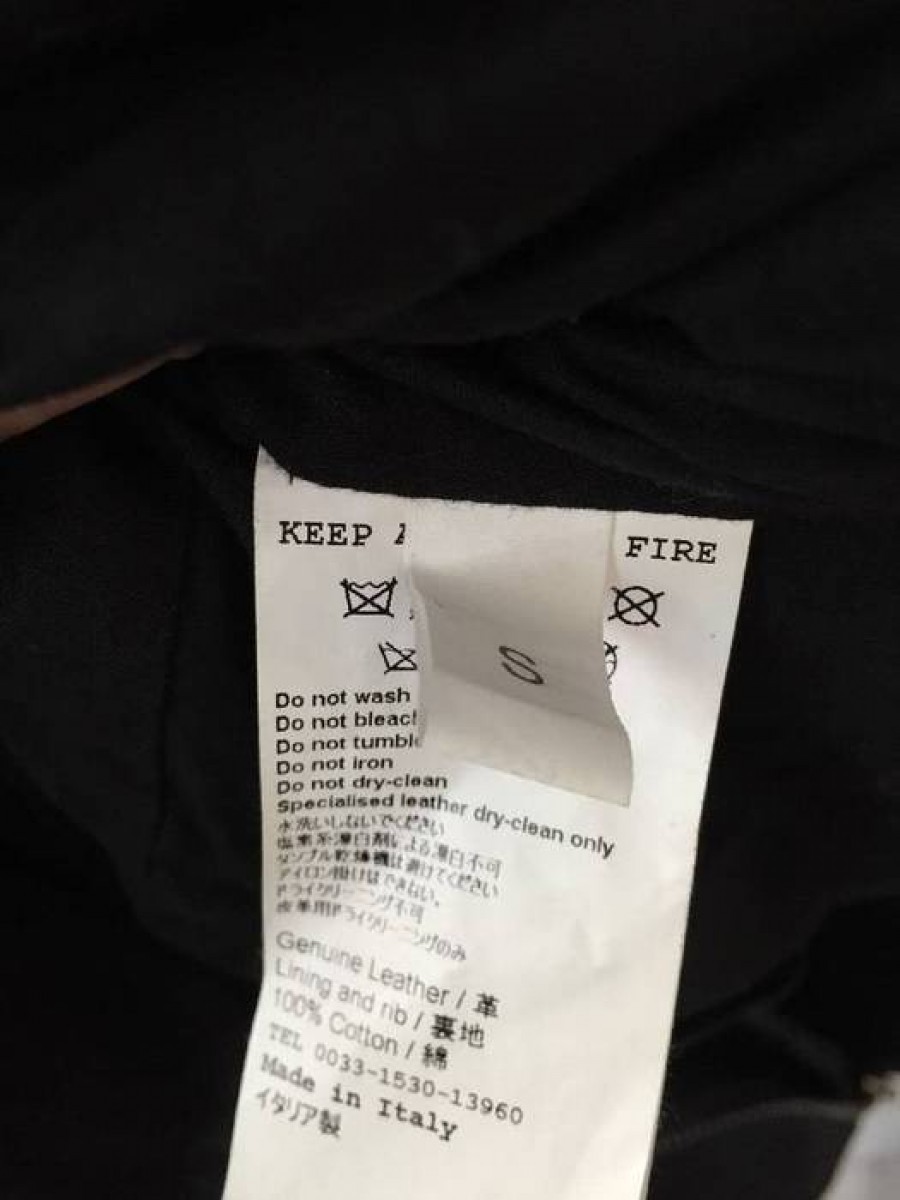 KEEP FIRE
S
Do not wash
Do not bleach
Do not tumble
Do not iron
Do not dry-clean
Specialised leather dry-clean only
水洗いしないでください
塩素系漂白剤による漂白不可
タンブル乾燥機は避けてください
アイロン掛けはできない。
ドライクリーニング不可
皮革用ドライクリーニングのみ
Genuine Leather / 革
Lining and rib / 裏地
100% Cotton / 綿
TEL 0033-1530-13960
Made in Italy
イタリア製